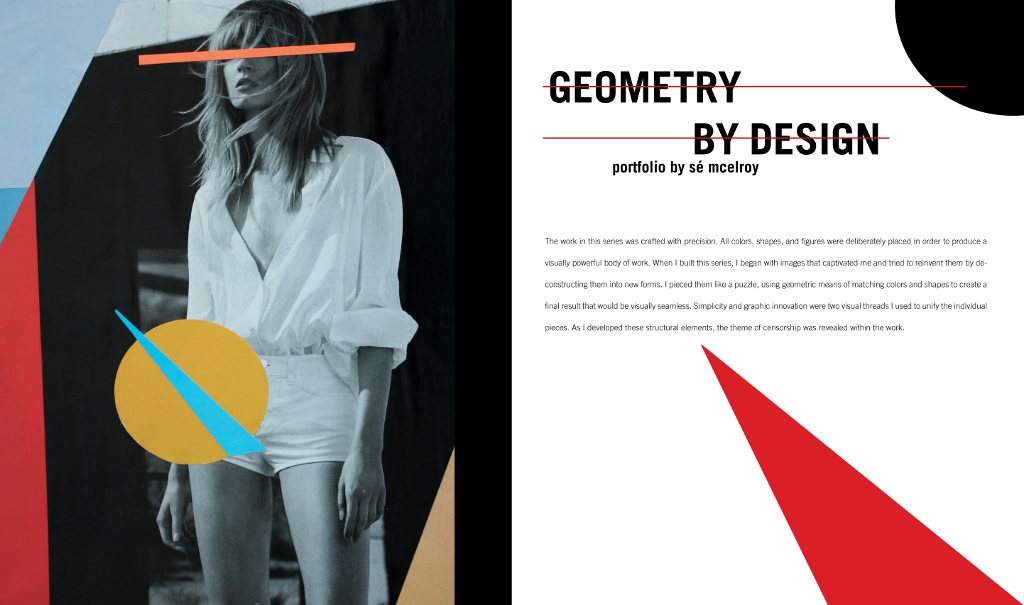 GEOMETRY
BY DESIGN
portfolio by sé mcelroy
The work in this series was crafted with precision. All colors, shapes, and figures were deliberately placed in order to produce a
visually powerful body of work. When I built this series, I began with images that captivated me and tried to reinvent them by de-
constructing them into new forms. I pieced them like a puzzle, using geometric means of matching colors and shapes to create a
final result that would be visually seamless. Simplicity and graphic innovation were two visual threads I used to unify the individual
pieces. As I developed these structural elements, the theme of censorship was revealed within the work.